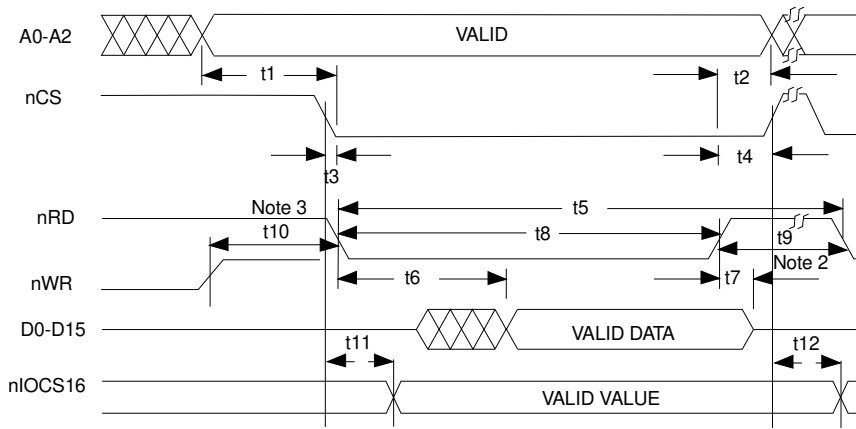 A0-A2
VALID
t1
t2
nCS
t3
t4
nRD
Note 3
t5
t10
t8
t9
nWR
t6
t7
Note 2
D0-D15
VALID DATA
t11
t12
nIOCS16
VALID VALUE